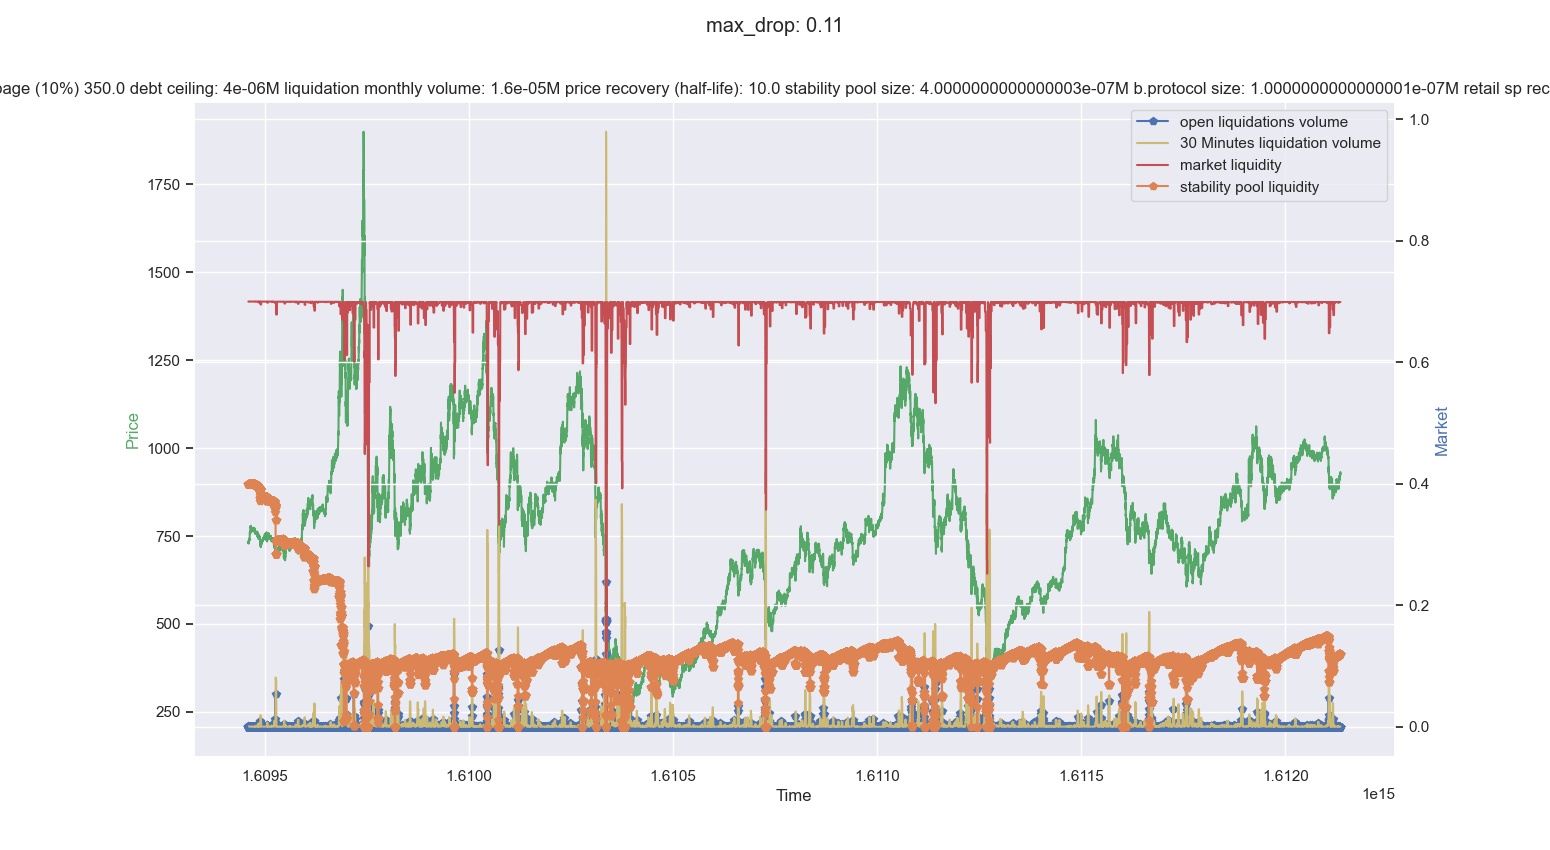 max_drop: 0.11
page (10%) 350.0 debt ceiling: 4e-06M liquidation monthly volume: 1.6e-05M price recovery (half-life): 10.0 stability pool size: 4.0000000000000003e-07M b.protocol size: 1.0000000000000001e-07M retail sp rec
open liquidations volume
30 Minutes liquidation volume
market liquidity
stability pool liquidity
1750
1500
1250
1000
750
500
250
Price
1.0
0.8
0.6
0.4
0.2
0.0
Market
1.6095 1.6100 1.6105 1.6110 1.6115 1.6120
1e15
Time